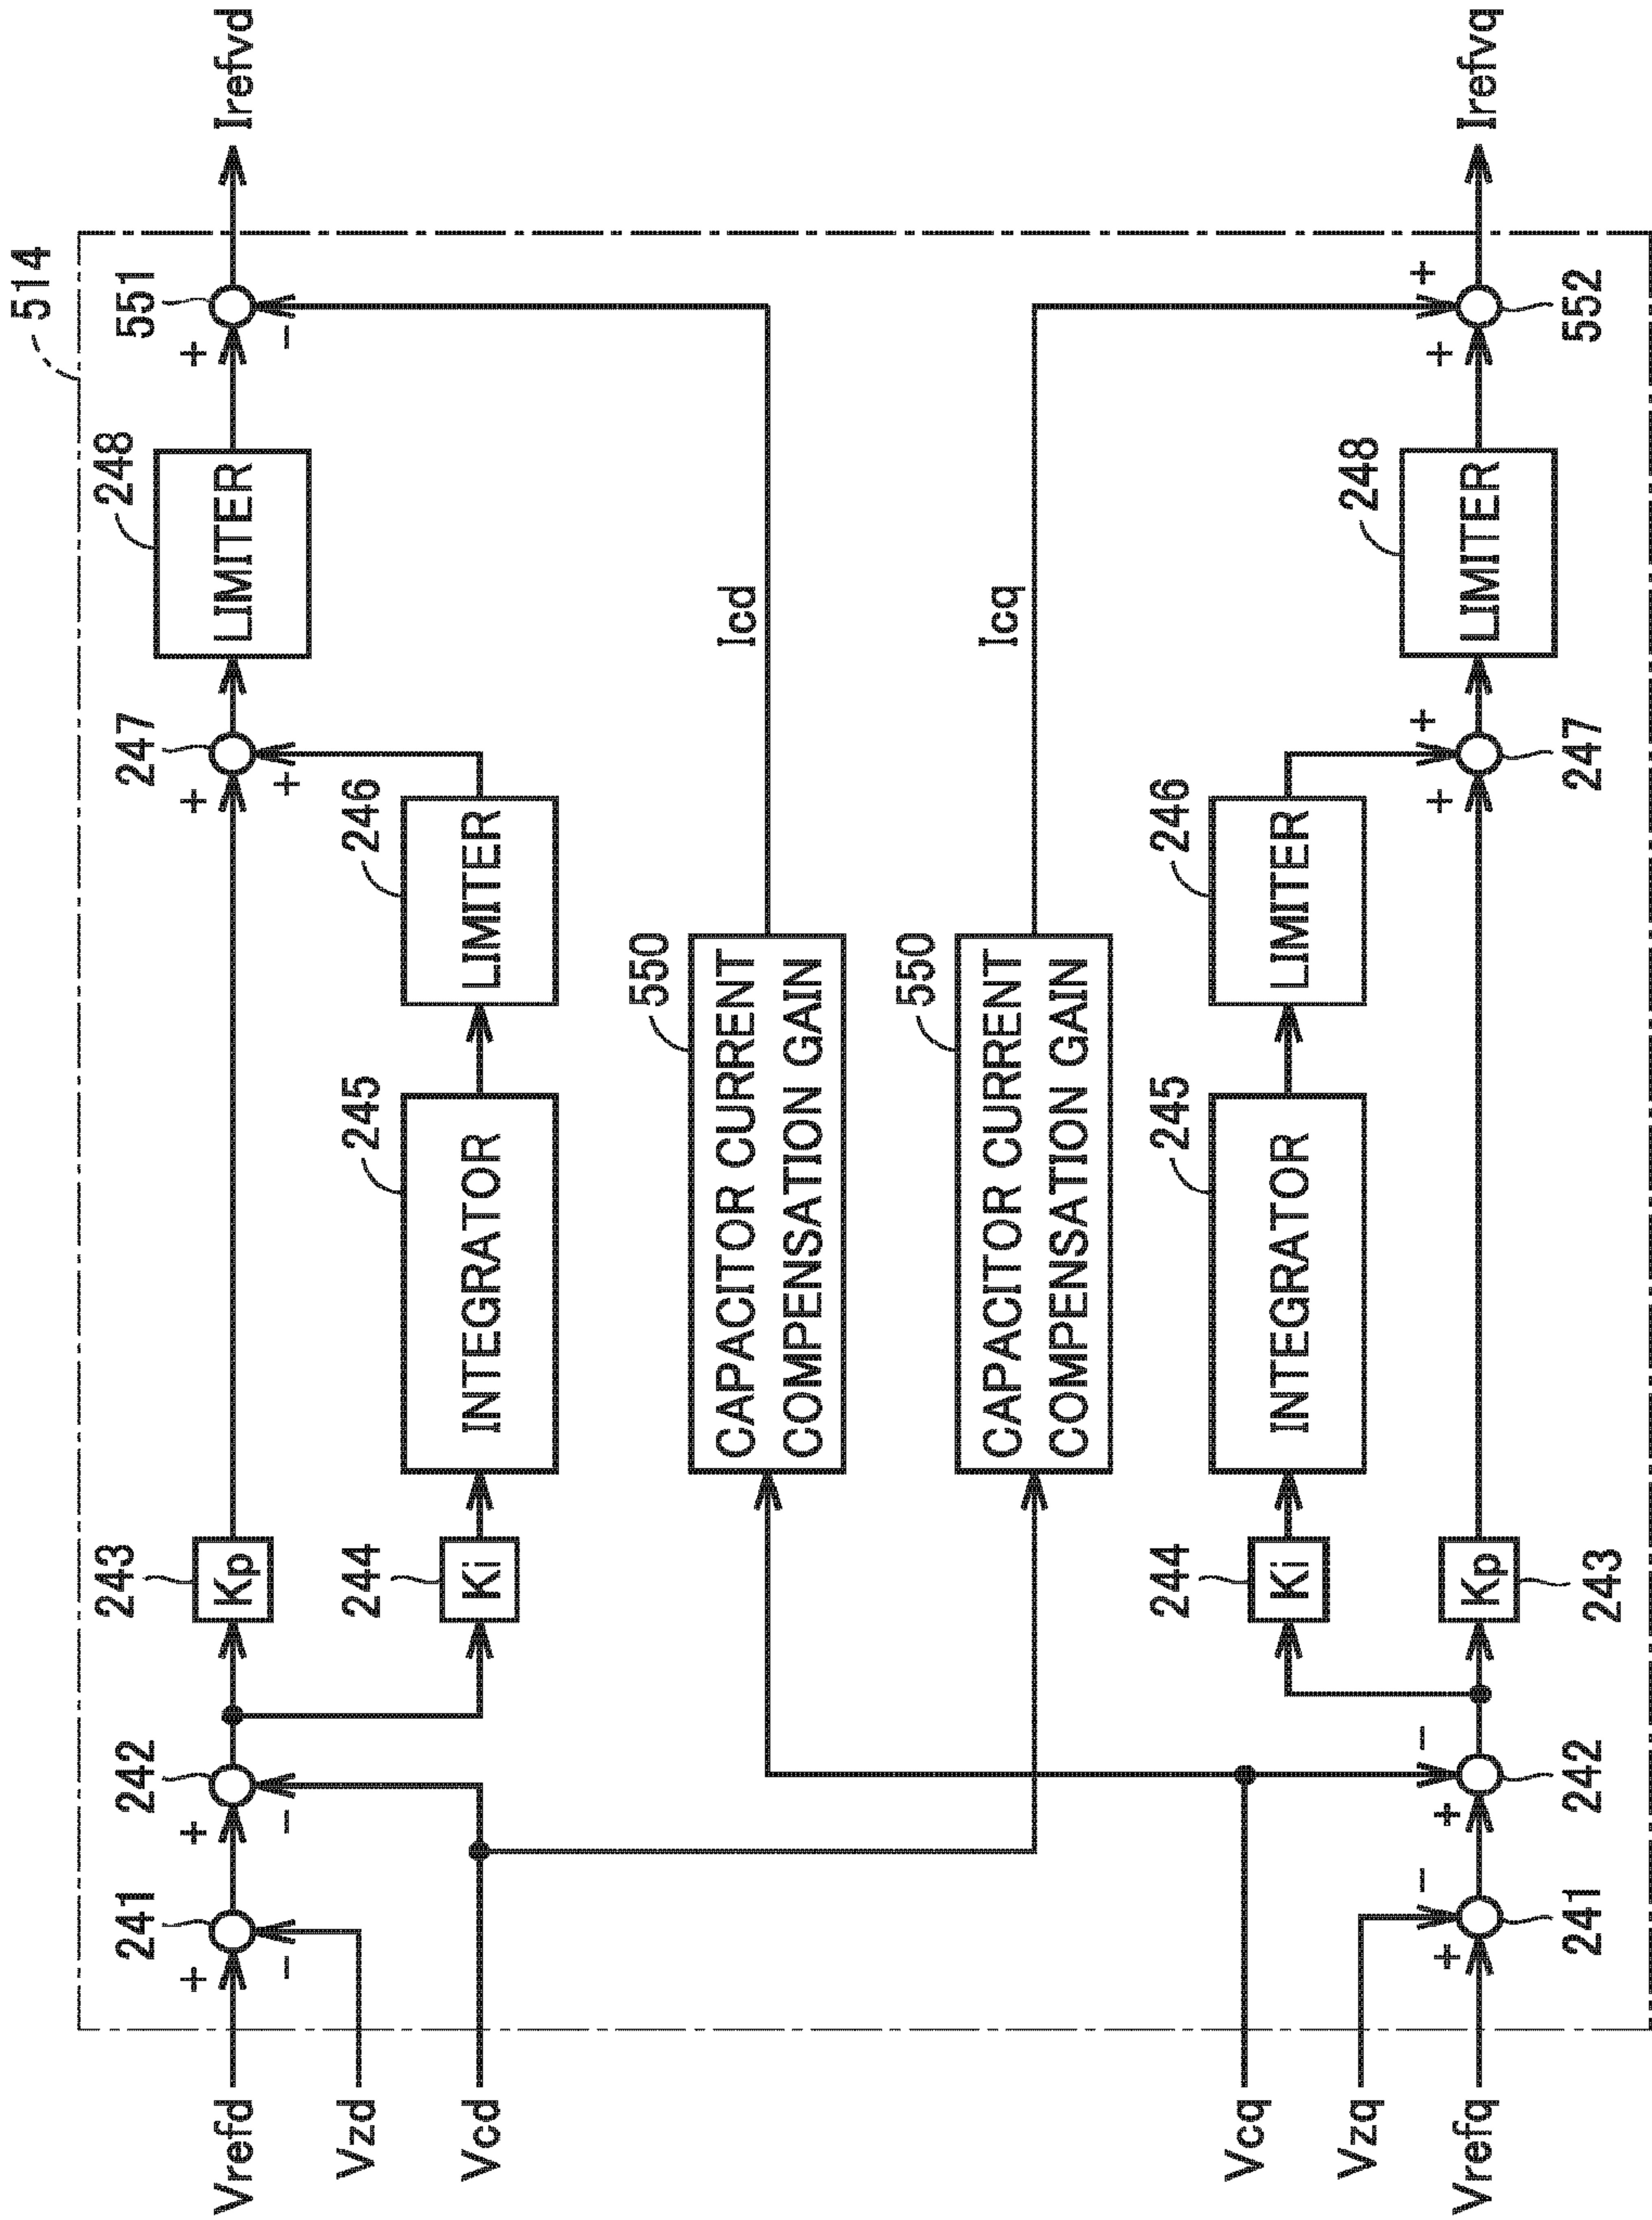 514
Vrefd
Vzd
Vcd
Vcq
Vzq
Vrefq
241
+
−
242
+
−
243
Kp
244
Ki
245
INTEGRATOR
246
LIMITER
247
+
+
248
LIMITER
551
+
−
Irefvd
550
CAPACITOR CURRENT
COMPENSATION GAIN
Icd
550
CAPACITOR CURRENT
COMPENSATION GAIN
Icq
244
Ki
245
INTEGRATOR
246
LIMITER
241
+
−
242
+
−
243
Kp
247
+
+
248
LIMITER
552
+
+
Irefvq